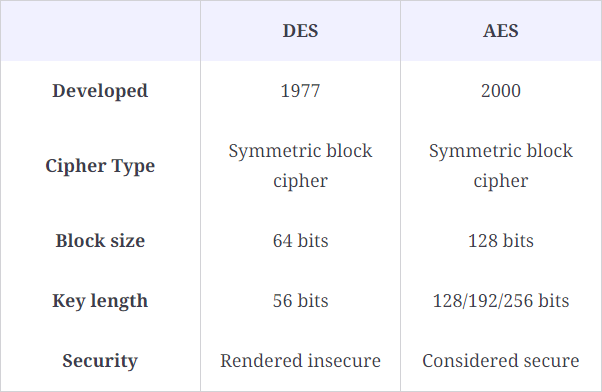 DES AES
Developed 1977 2000
Cipher Type Symmetric block cipher Symmetric block cipher
Block size 64 bits 128 bits
Key length 56 bits 128/192/256 bits
Security Rendered insecure Considered secure